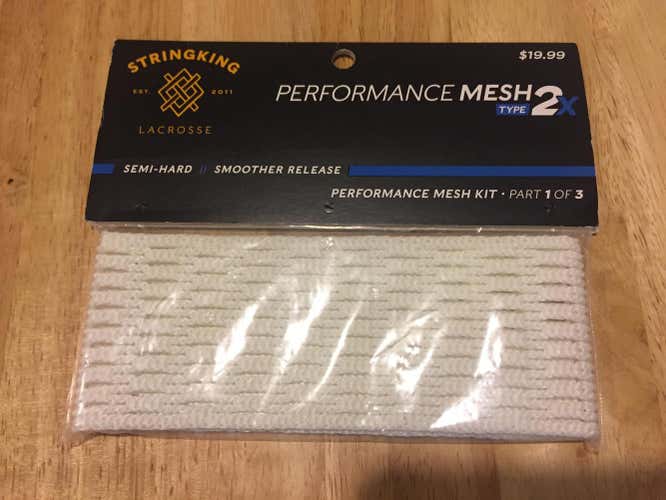 STRINGKING
EST. 2011
LACROSSE
$19.99
PERFORMANCE MESH 2X
TYPE
SEMI-HARD // SMOOTHER RELEASE
PERFORMANCE MESH KIT • PART 1 OF 3